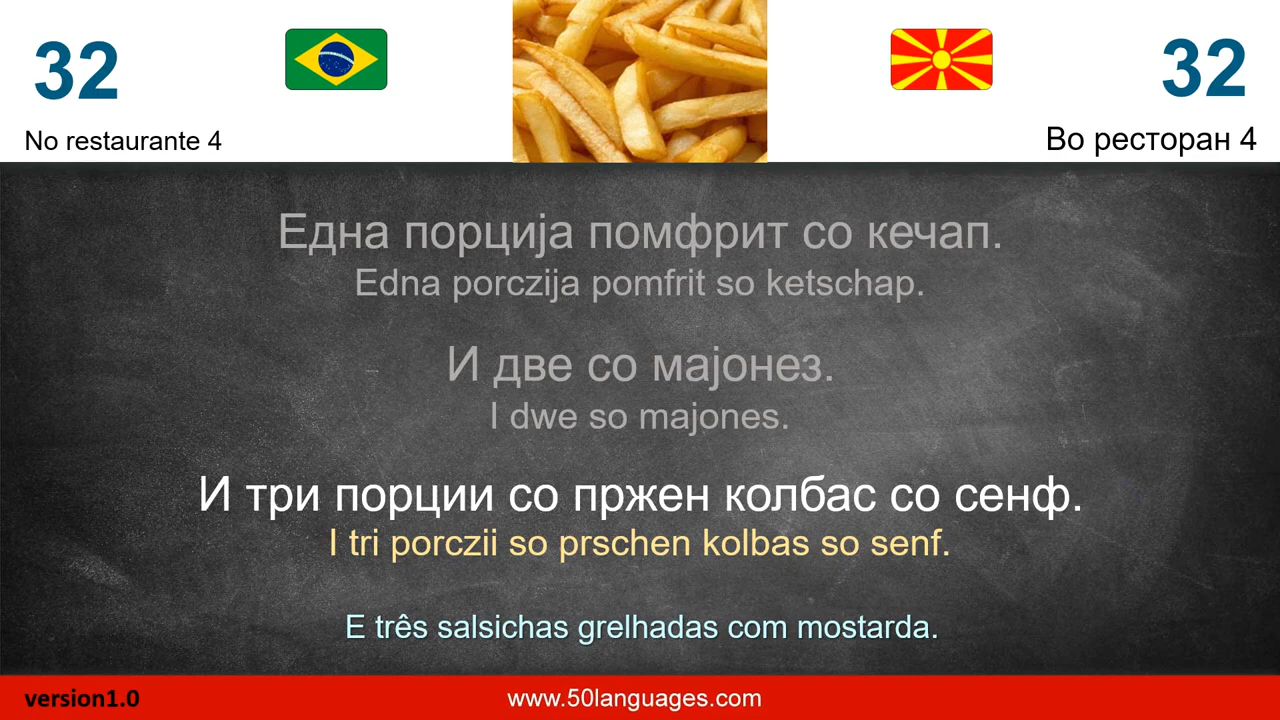 32
32
No restaurante 4
Во ресторан 4
Една порција помфрит со кечап.
Edna porczija pomfrit so ketschap.
И две со мајонез.
I dwe so majones.
И три порции со пржен колбас со сенф.
I tri porczii so prschen kolbas so senf.
E três salsichas grelhadas com mostarda.
version1.0
www.50languages.com